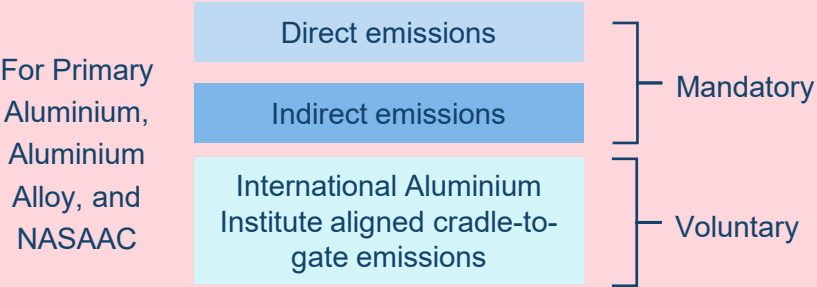 For Primary
Aluminium,
Aluminium
Alloy, and
NASAAC
Direct emissions
Indirect emissions
International Aluminium
Institute aligned cradle-to-
gate emissions
Mandatory
Voluntary